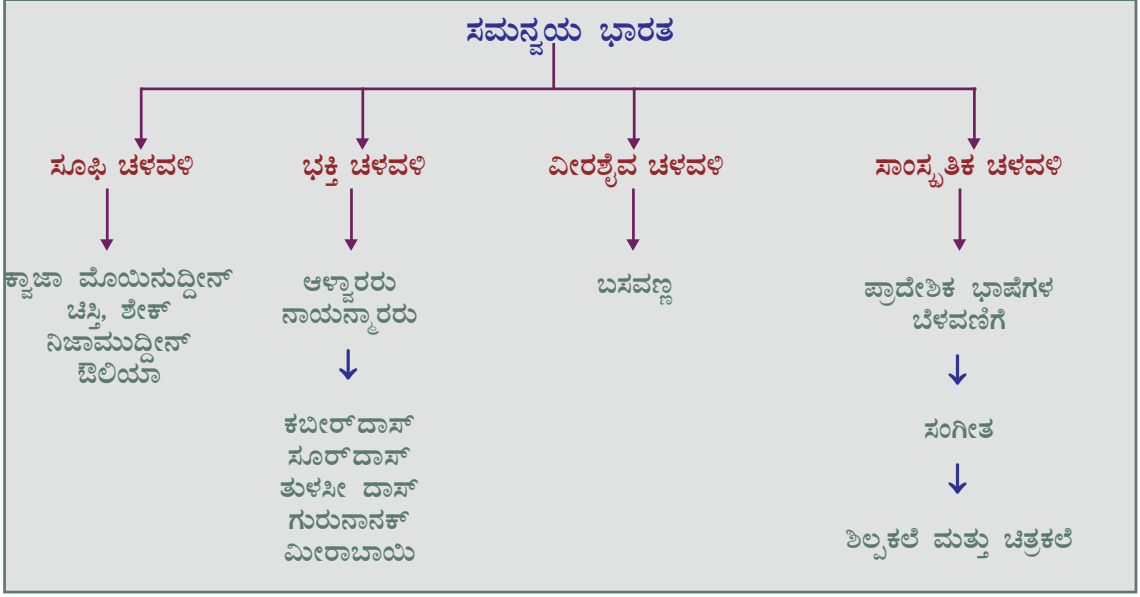 ಸಮನ್ವಯ ಭಾರತ
ಸೂಫಿ ಚಳವಳಿ
ಭಕ್ತಿ ಚಳವಳಿ
ವೀರಶೈವ ಚಳವಳಿ
ಸಾಂಸ್ಕೃತಿಕ ಚಳವಳಿ
ಕ್ವಾಜಾ ಮೊಯಿನುದ್ದೀನ್
ಚಿಸ್ತಿ, ಶೇಕ್
ನಿಜಾಮುದ್ದೀನ್
ಔಲಿಯಾ
ಆಳ್ವಾರರು
ನಾಯನ್ಮಾರರು
ಕಬೀರ್‌ದಾಸ್
ಸೂರ್‌ದಾಸ್
ತುಳಸೀ ದಾಸ್
ಗುರುನಾನಕ್
ಮೀರಾಬಾಯಿ
ಬಸವಣ್ಣ
ಪ್ರಾದೇಶಿಕ ಭಾಷೆಗಳ
ಬೆಳವಣಿಗೆ
ಸಂಗೀತ
ಶಿಲ್ಪಕಲೆ ಮತ್ತು ಚಿತ್ರಕಲೆ